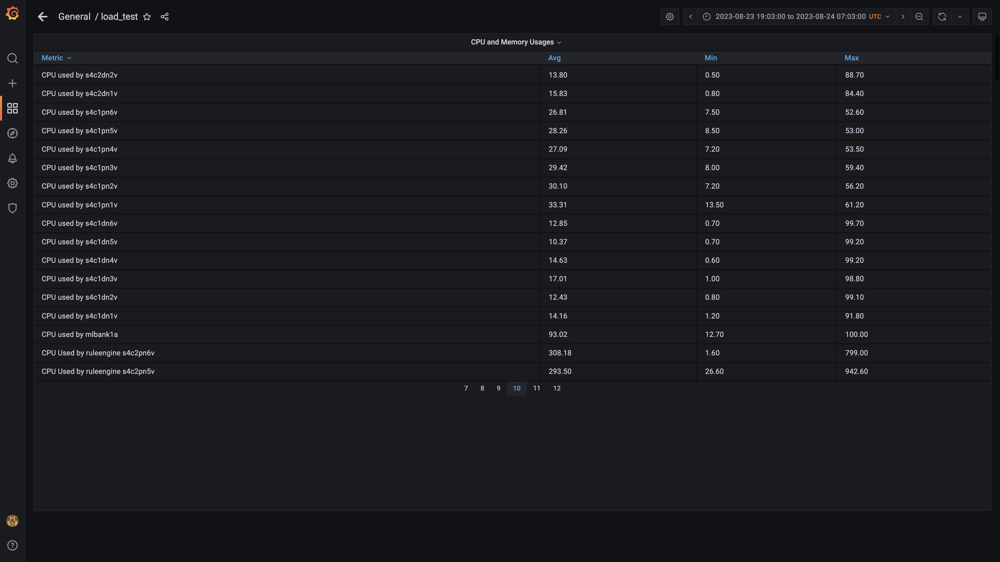 General / load_test
2023-08-23 19:03:00 to 2023-08-24 07:03:00 UTC
CPU and Memory Usages
Metric Avg Min Max
CPU used by s4c2dn2v 13.80 0.50 88.70
CPU used by s4c2dn1v 15.83 0.80 84.40
CPU used by s4c1pn6v 26.81 7.50 52.60
CPU used by s4c1pn5v 28.26 8.50 53.00
CPU used by s4c1pn4v 27.09 7.20 53.50
CPU used by s4c1pn3v 29.42 8.00 59.40
CPU used by s4c1pn2v 30.10 7.20 56.20
CPU used by s4c1pn1v 33.31 13.50 61.20
CPU used by s4c1dn6v 12.85 0.70 99.70
CPU used by s4c1dn5v 10.37 0.70 99.20
CPU used by s4c1dn4v 14.63 0.60 99.20
CPU used by s4c1dn3v 17.01 1.00 98.80
CPU used by s4c1dn2v 12.43 0.80 99.10
CPU used by s4c1dn1v 14.16 1.20 91.80
CPU used by mlbank1a 93.02 12.70 100.00
CPU Used by ruleengine s4c2pn6v 308.18 1.60 799.00
CPU Used by ruleengine s4c2pn5v 293.50 26.60 942.60
7 8 9 10 11 12